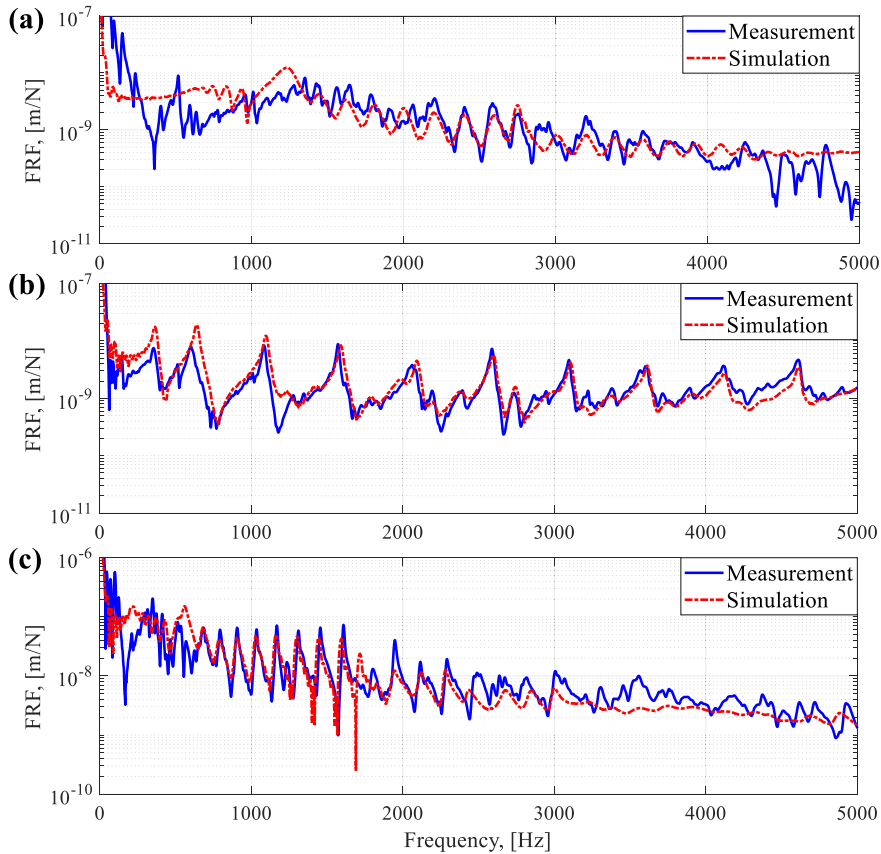 (a)
10^-7
10^-9
10^-11
FRF, [m/N]
Measurement
Simulation
0 1000 2000 3000 4000 5000
(b)
10^-7
10^-9
10^-11
FRF, [m/N]
Measurement
Simulation
0 1000 2000 3000 4000 5000
(c)
10^-6
10^-8
10^-10
FRF, [m/N]
Measurement
Simulation
0 1000 2000 3000 4000 5000
Frequency, [Hz]